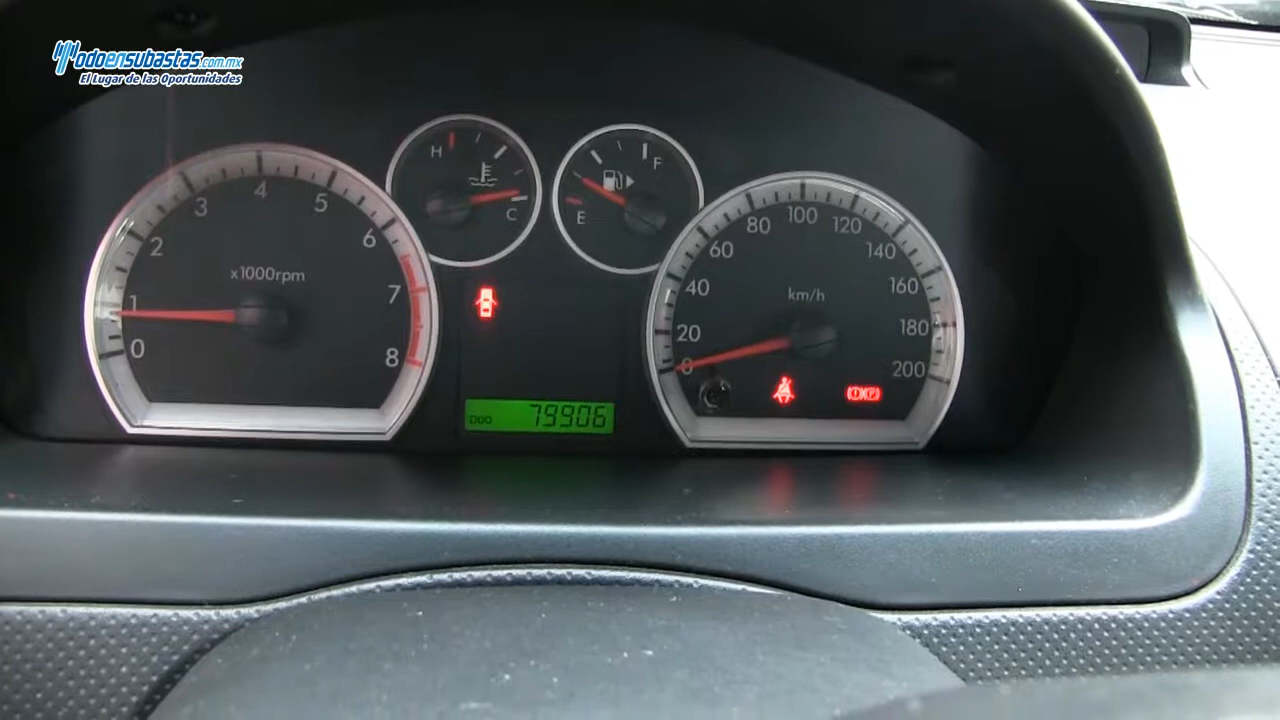 Todoensubastas.com.mx
El Lugar de las Oportunidades
H
C
F
E
0
1
2
3
4
5
6
7
8
x1000rpm
0
20
40
60
80
100
120
140
160
180
200
km/h
ODO 79906